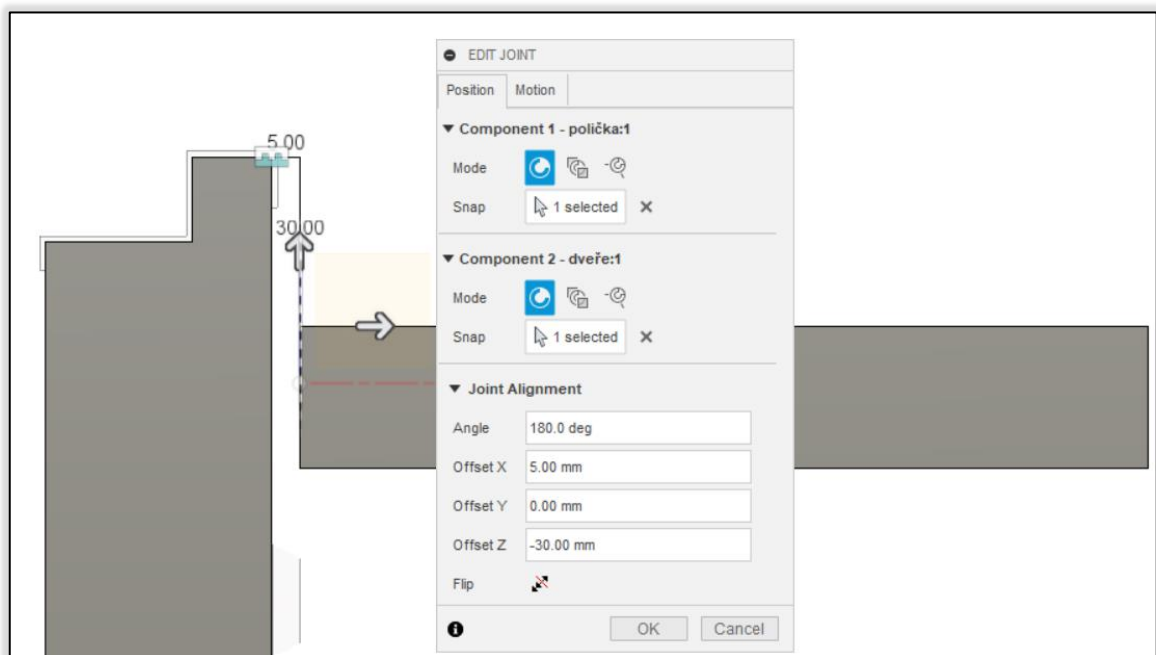 EDIT JOINT
Position Motion
Component 1 - polička:1
Mode
Snap 1 selected
Component 2 - dveře:1
Mode
Snap 1 selected
Joint Alignment
Angle 180.0 deg
Offset X 5.00 mm
Offset Y 0.00 mm
Offset Z -30.00 mm
Flip
OK Cancel
5.00
30.00